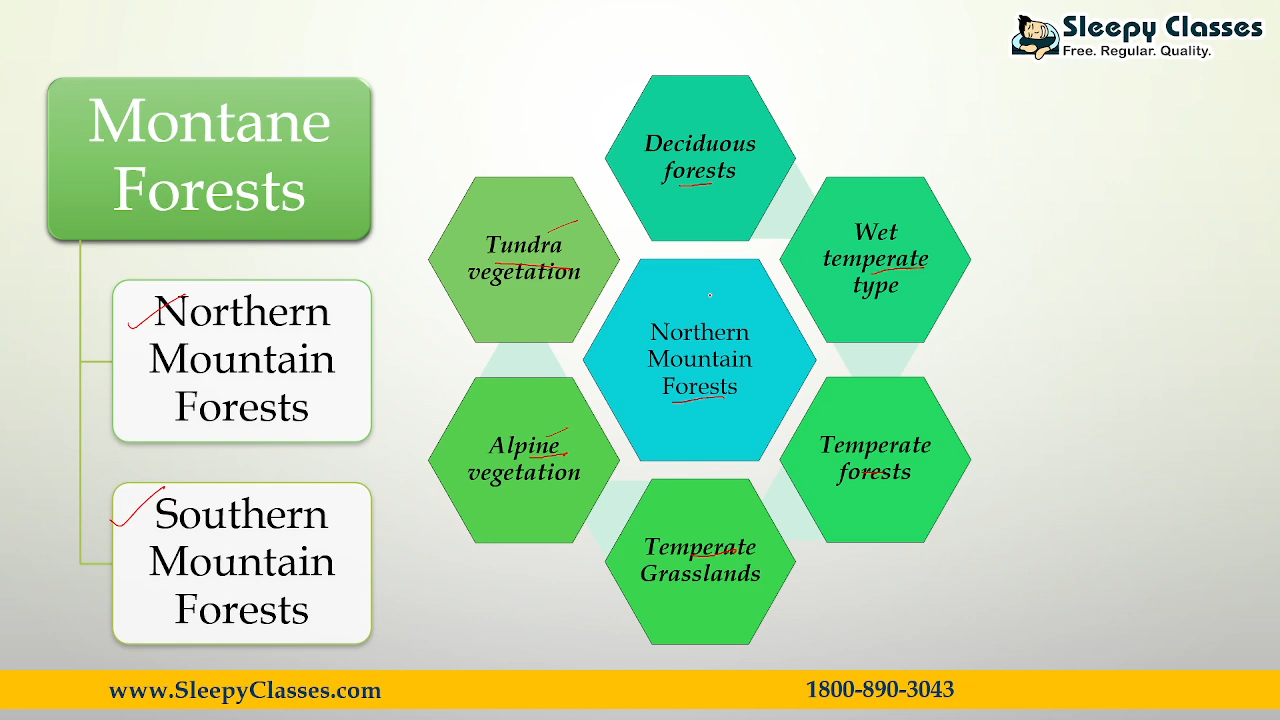 Sleepy Classes
Free. Regular. Quality.
Montane
Forests
Northern
Mountain
Forests
Southern
Mountain
Forests
Deciduous
forests
Wet
temperate
type
Temperate
forests
Temperate
Grasslands
Alpine
vegetation
Tundra
vegetation
Northern
Mountain
Forests
www.SleepyClasses.com
1800-890-3043